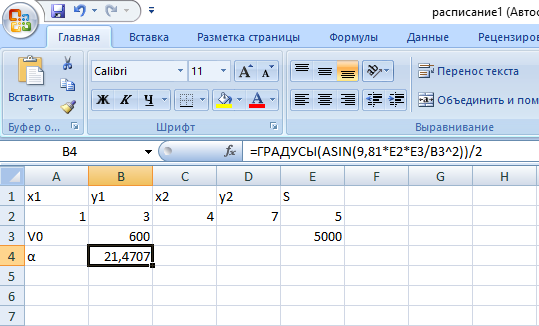 расписание1 (Автос
Главная Вставка Разметка страницы Формулы Данные Рецензиров
Вставить
Calibri 11 A A
Ж К Ч A
Перенос текста
Объединить и пом
Буфер о... Шрифт Выравнивание
B4 fx =ГРАДУСЫ(ASIN(9,81*E2*E3/B3^2))/2
A B C D E F G H
1 x1 y1 x2 y2 S
2 1 3 4 7 5
3 V0 600 5000
4 α 21,4707
5
6
7